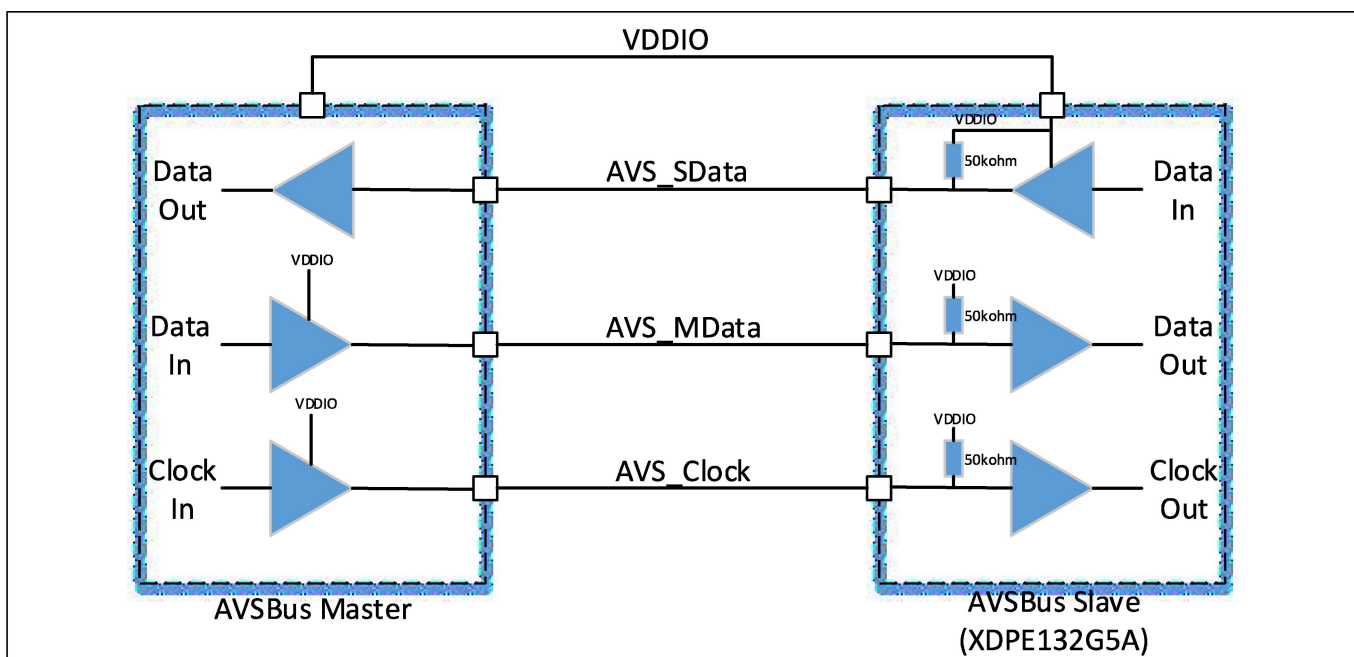 VDDIO
VDDIO
50kohm
Data
Out
AVS_SData
Data
In
VDDIO
VDDIO
50kohm
Data
In
AVS_MData
Data
Out
VDDIO
VDDIO
50kohm
Clock
In
AVS_Clock
Clock
Out
AVSBus Master
AVSBus Slave
(XDPE132G5A)